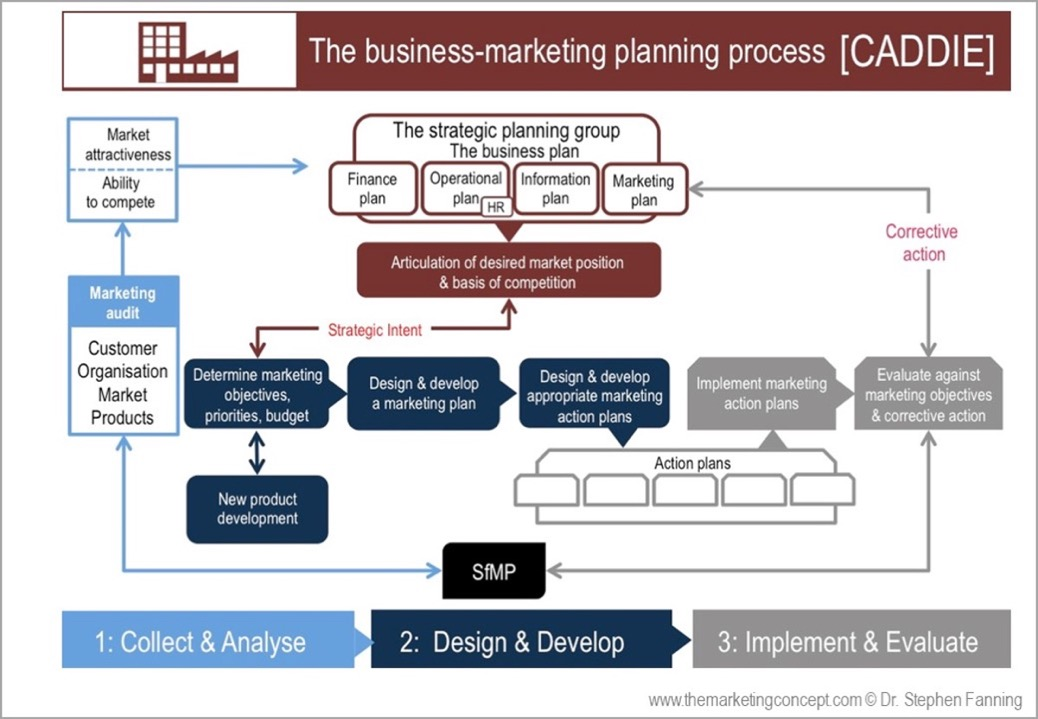 The business-marketing planning process [CADDIE]
Market
attractiveness
Ability
to compete
The strategic planning group
The business plan
Finance
plan
Operational
plan
HR
Information
plan
Marketing
plan
Corrective
action
Articulation of desired market position
& basis of competition
Marketing
audit
Customer
Organisation
Market
Products
Strategic Intent
Determine marketing
objectives,
priorities, budget
Design & develop
a marketing plan
Design & develop
appropriate marketing
action plans
Implement marketing
action plans
Evaluate against
marketing objectives
& corrective action
Action plans
New product
development
SfMP
1: Collect & Analyse
2: Design & Develop
3: Implement & Evaluate
www.themarketingconcept.com © Dr. Stephen Fanning